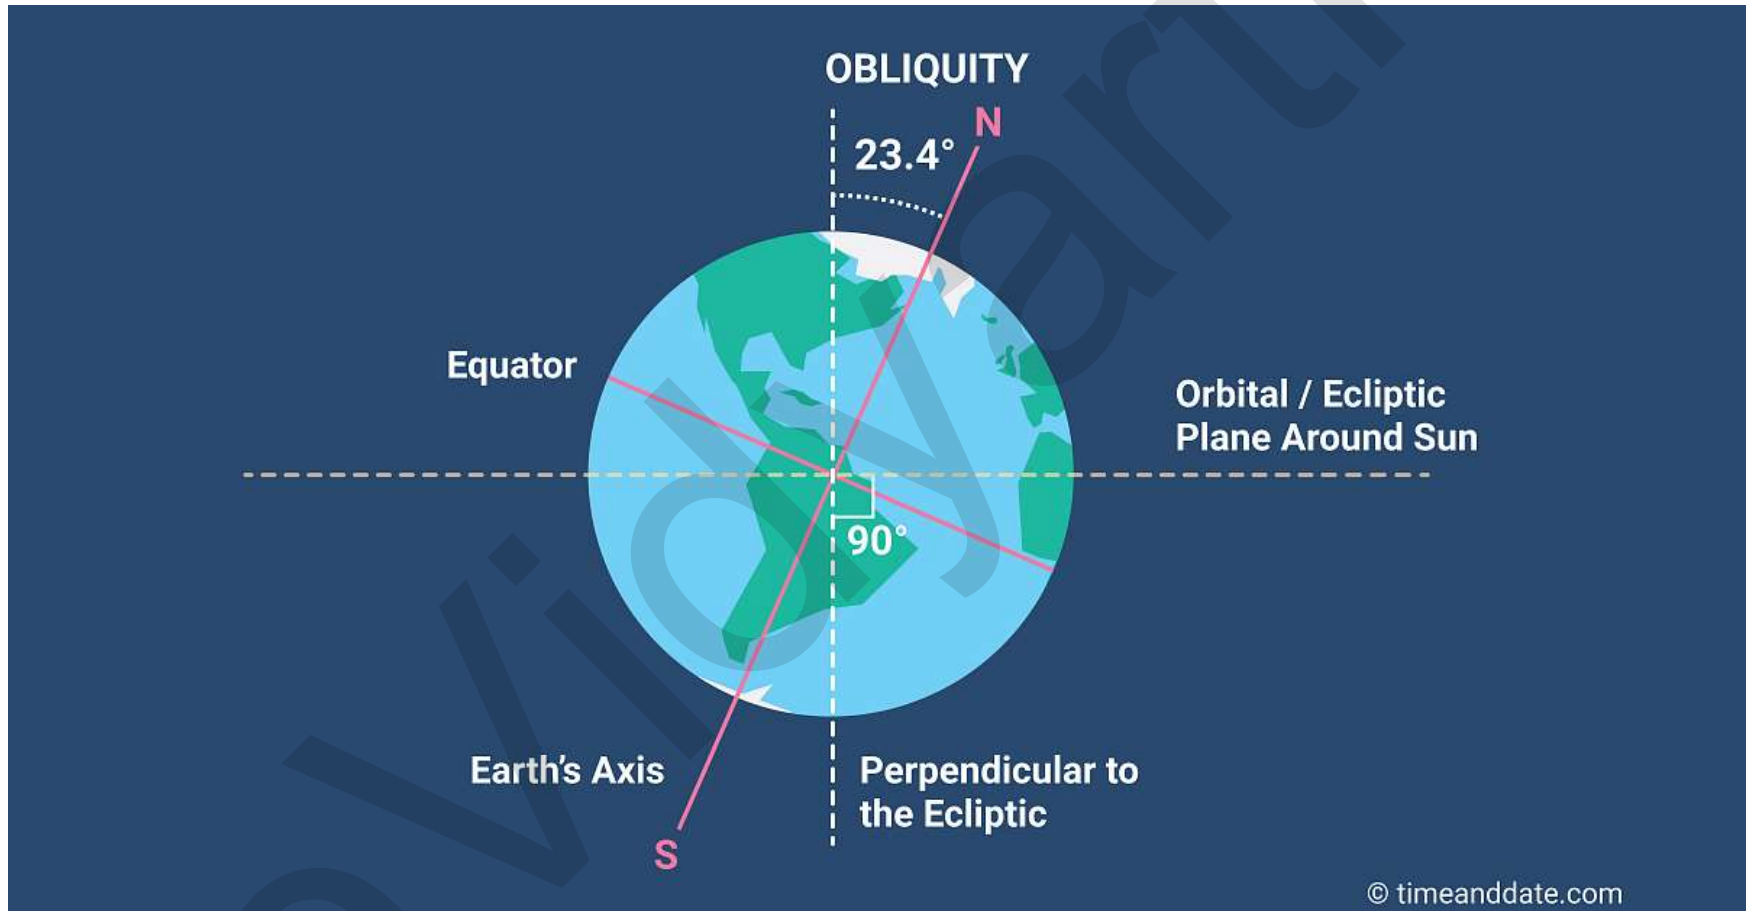 OBLIQUITY
N
23.4°
Equator
Orbital / Ecliptic
Plane Around Sun
90°
Earth's Axis
Perpendicular to
the Ecliptic
S
© timeanddate.com